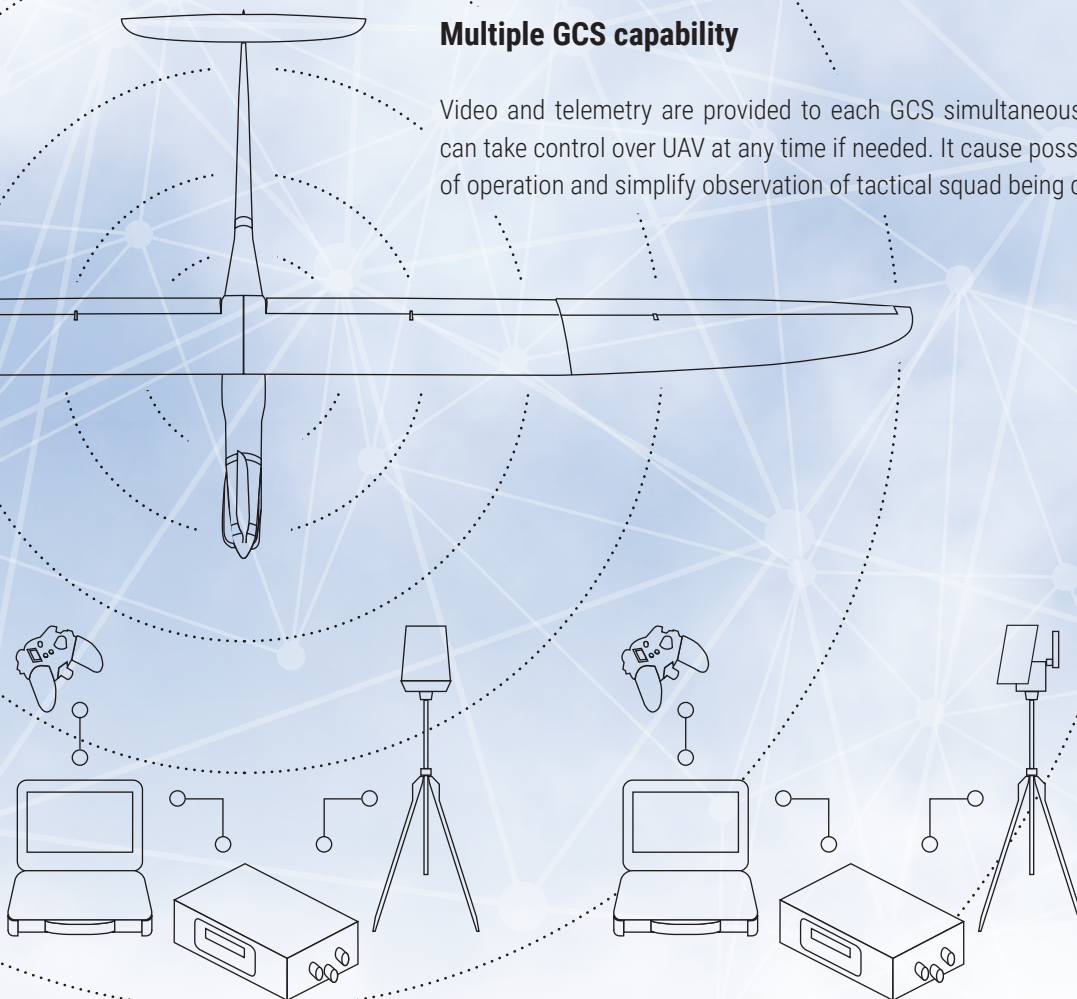 Multiple GCS capability
Video and telemetry are provided to each GCS simultaneous
can take control over UAV at any time if needed. It cause poss
of operation and simplify observation of tactical squad being